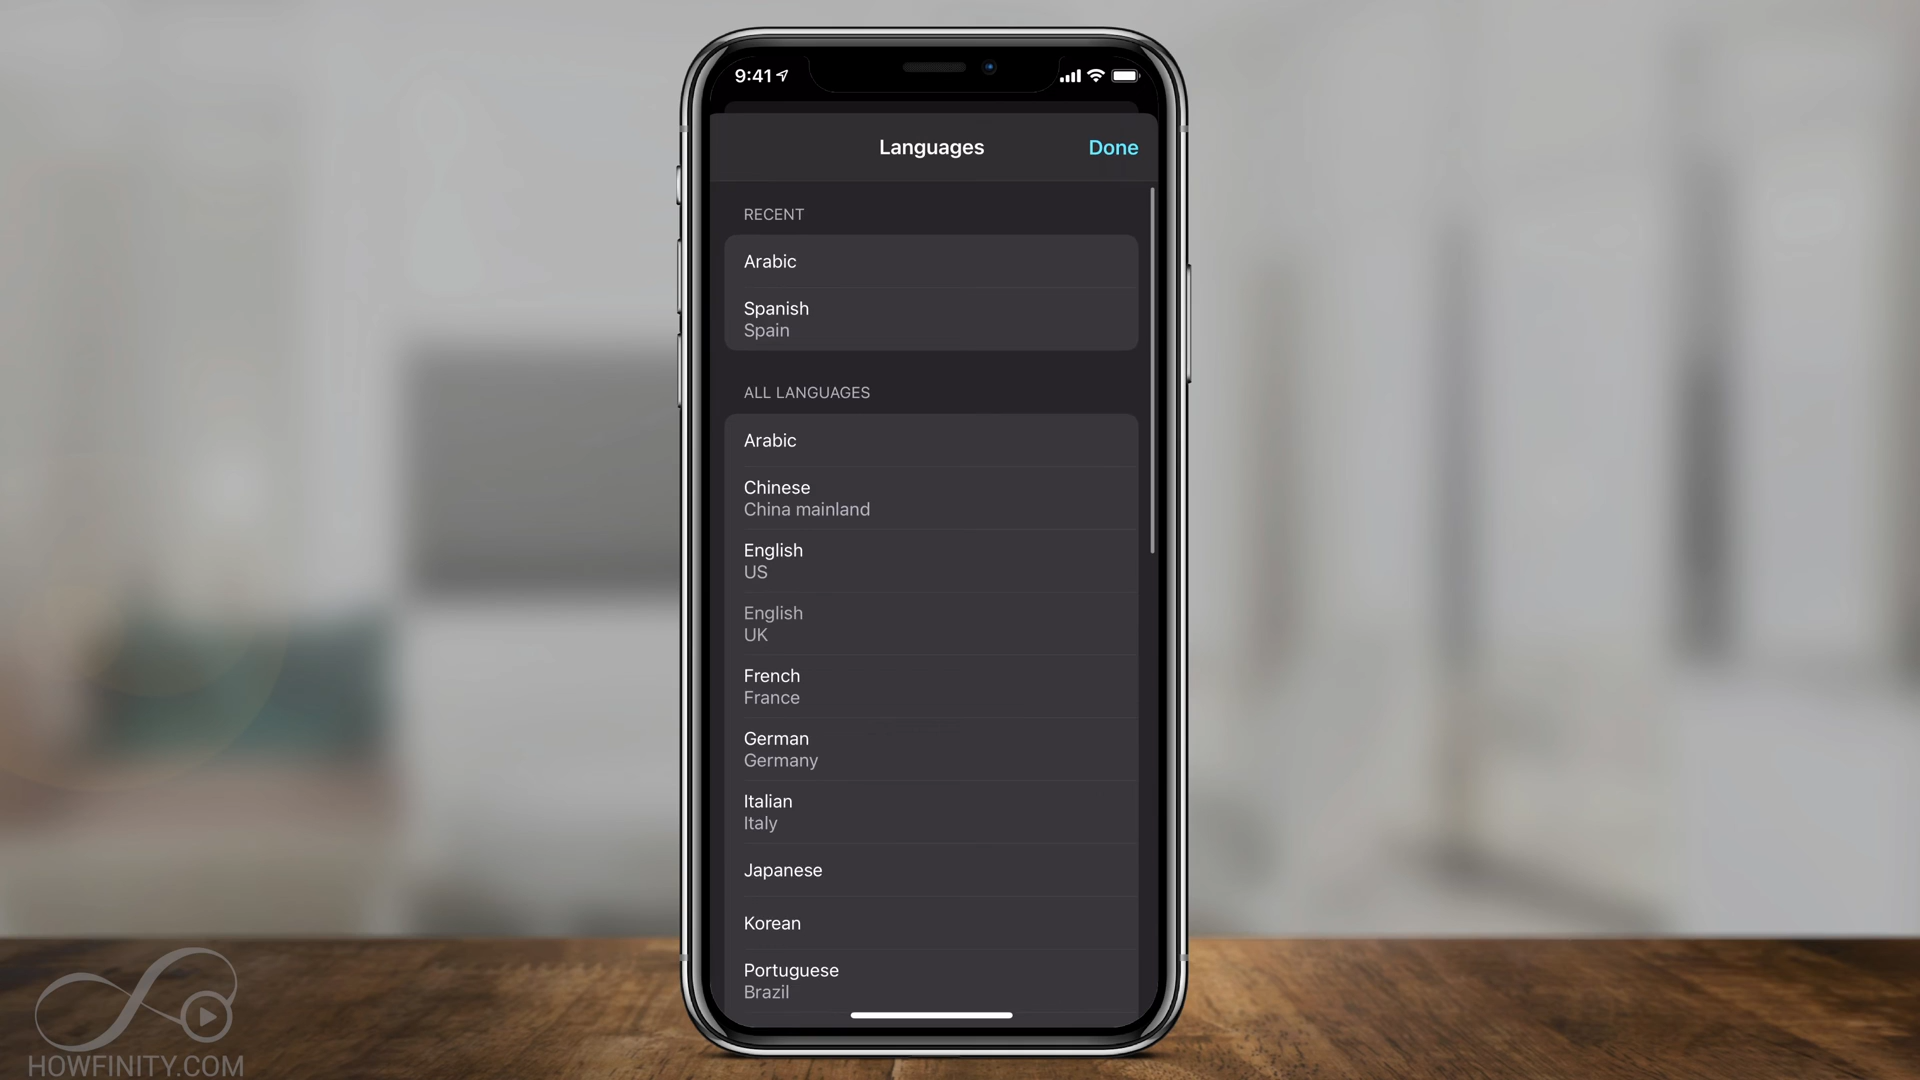 9:41
Languages
Done
RECENT
Arabic
Spanish
Spain
ALL LANGUAGES
Arabic
Chinese
China mainland
English
US
English
UK
French
France
German
Germany
Italian
Italy
Japanese
Korean
Portuguese
Brazil
HOWFINITY.COM